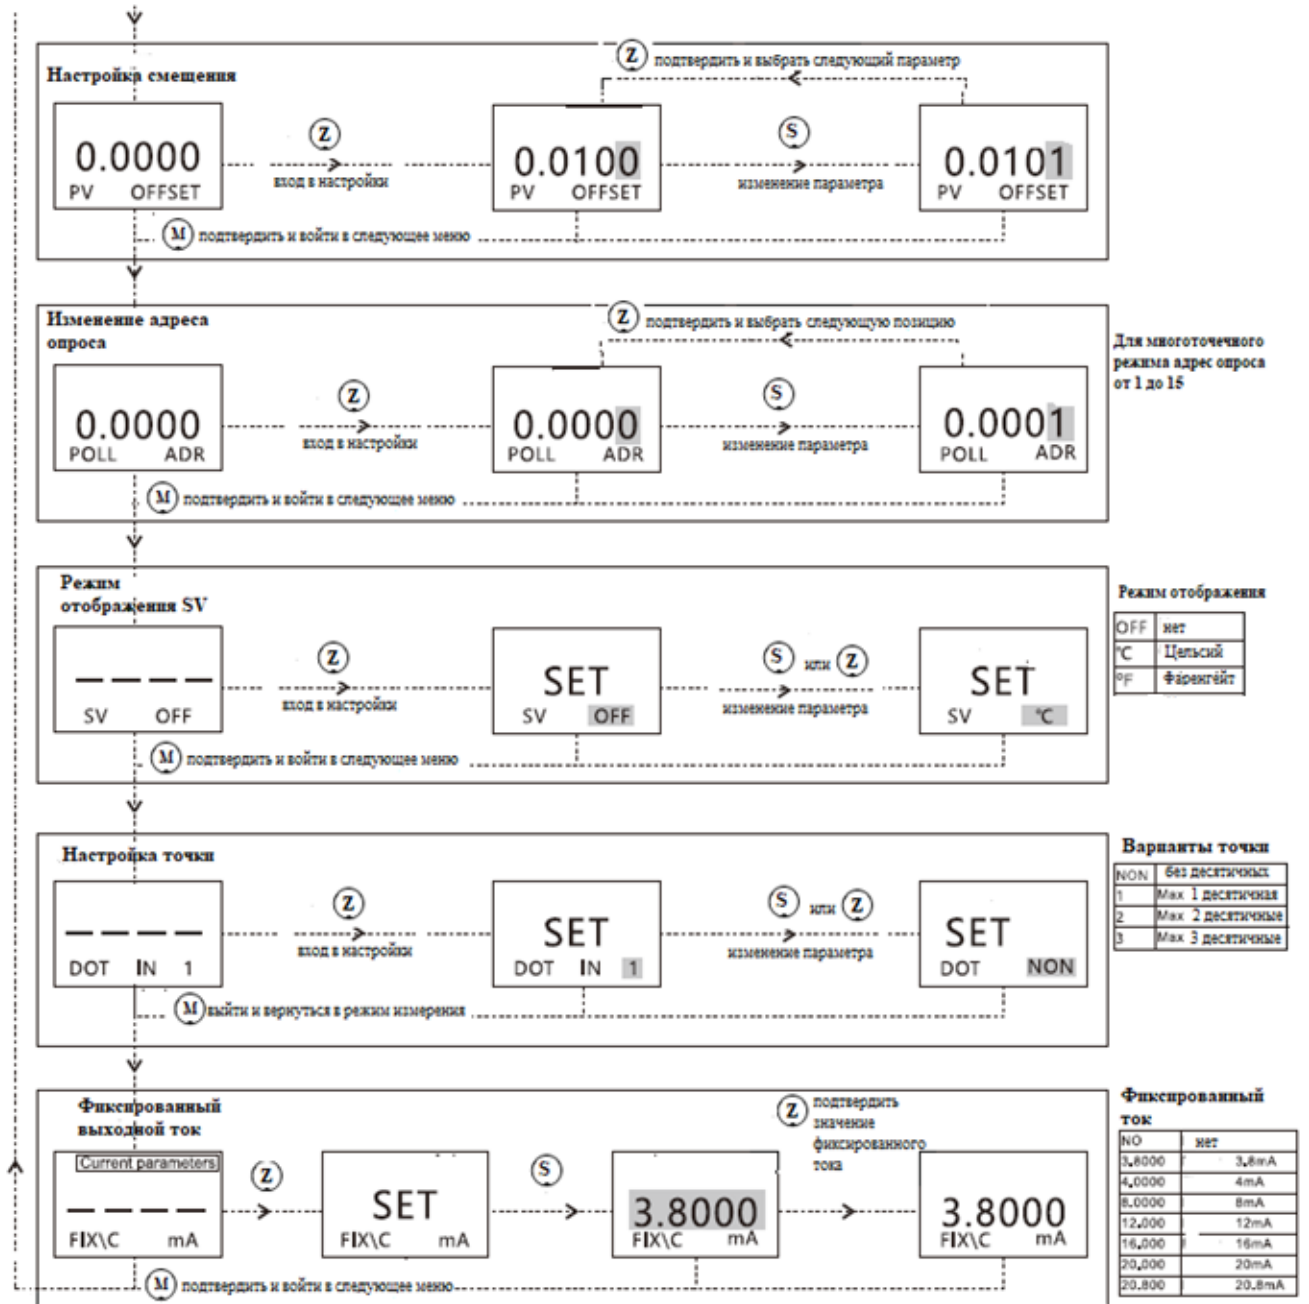 Настройка смещения
Z подтвердить и выбрать следующий параметр
0.0000
PV OFFSET
Z
вход в настройки
0.0100
PV OFFSET
S
изменение параметра
0.0101
PV OFFSET
M подтвердить и войти в следующее меню
Изменение адреса
опроса
Z подтвердить и выбрать следующую позицию
0.0000
POLL ADR
Z
вход в настройки
0.0000
POLL ADR
S
изменение параметра
0.0001
POLL ADR
M подтвердить и войти в следующее меню
Для многоточечного
режима адрес опроса
от 1 до 15
Режим
отображения SV
SV OFF
Z
вход в настройки
SET
SV OFF
S или Z
изменение параметра
SET
SV °C
M подтвердить и войти в следующее меню
Режим отображения
OFF нет
°C Цельсий
°F Фаренгейт
Настройка точки
DOT IN 1
Z
вход в настройки
SET
DOT IN 1
S или Z
изменение параметра
SET
DOT NON
M выйти и вернуться в режим измерения
Варианты точки
NON без десятичных
1 Max 1 десятичная
2 Max 2 десятичные
3 Max 3 десятичные
Фиксированный
выходной ток
Current parameters
FIX\C mA
Z
SET
FIX\C mA
S
3.8000
FIX\C mA
Z подтвердить
значение
фиксированного
тока
3.8000
FIX\C mA
M подтвердить и войти в следующее меню
Фиксированный
ток
NO нет
3.8000 3.8mA
4.0000 4mA
8.0000 8mA
12.000 12mA
16.000 16mA
20.000 20mA
20.800 20.8mA